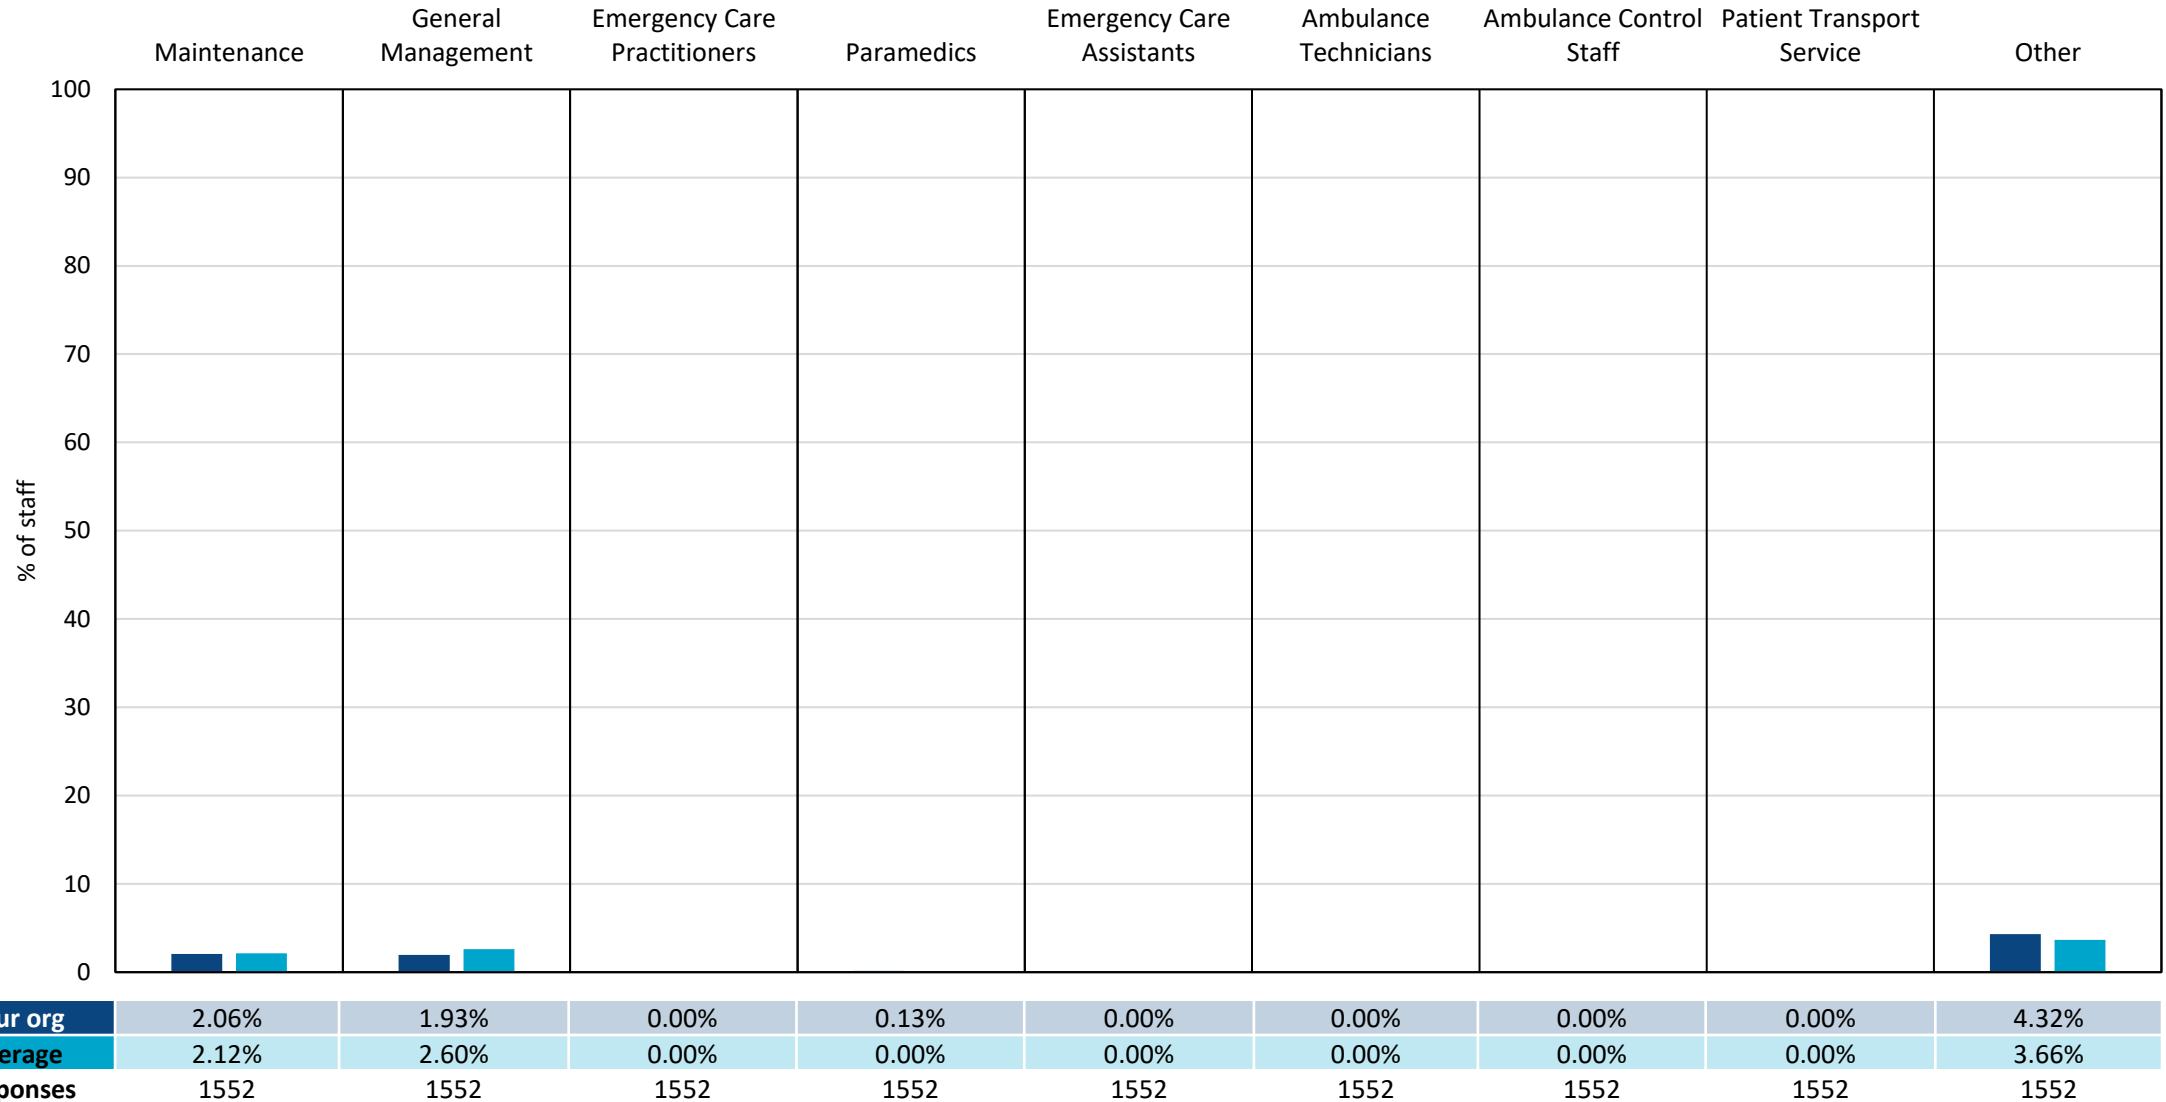 Maintenance
General
Management
Emergency Care
Practitioners
Paramedics
Emergency Care
Assistants
Ambulance
Technicians
Ambulance Control
Staff
Patient Transport
Service
Other
% of staff
100
90
80
70
60
50
40
30
20
10
0
ur org 2.06% 1.93% 0.00% 0.13% 0.00% 0.00% 0.00% 0.00% 4.32%
erage 2.12% 2.60% 0.00% 0.00% 0.00% 0.00% 0.00% 0.00% 3.66%
ponses 1552 1552 1552 1552 1552 1552 1552 1552 1552